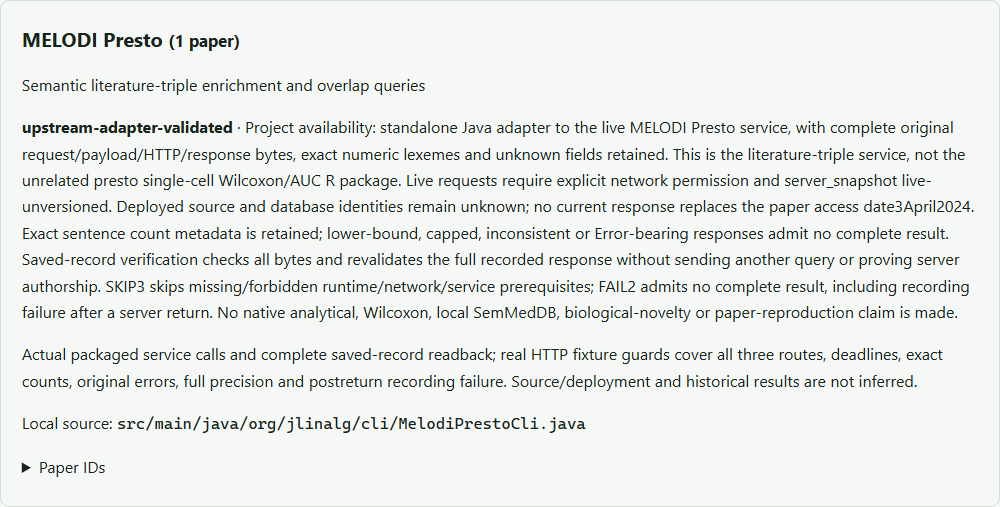 MELODI Presto (1 paper)
Semantic literature-triple enrichment and overlap queries
upstream-adapter-validated · Project availability: standalone Java adapter to the live MELODI Presto service, with complete original
request/payload/HTTP/response bytes, exact numeric lexemes and unknown fields retained. This is the literature-triple service, not the
unrelated presto single-cell Wilcoxon/AUC R package. Live requests require explicit network permission and server_snapshot live-
unversioned. Deployed source and database identities remain unknown; no current response replaces the paper access date3April2024.
Exact sentence count metadata is retained; lower-bound, capped, inconsistent or Error-bearing responses admit no complete result.
Saved-record verification checks all bytes and revalidates the full recorded response without sending another query or proving server
authorship. SKIP3 skips missing/forbidden runtime/network/service prerequisites; FAIL2 admits no complete result, including recording
failure after a server return. No native analytical, Wilcoxon, local SemMedDB, biological-novelty or paper-reproduction claim is made.
Actual packaged service calls and complete saved-record readback; real HTTP fixture guards cover all three routes, deadlines, exact
counts, original errors, full precision and postreturn recording failure. Source/deployment and historical results are not inferred.
Local source: src/main/java/org/jlinalg/cli/MelodiPrestoCli.java
▶ Paper IDs